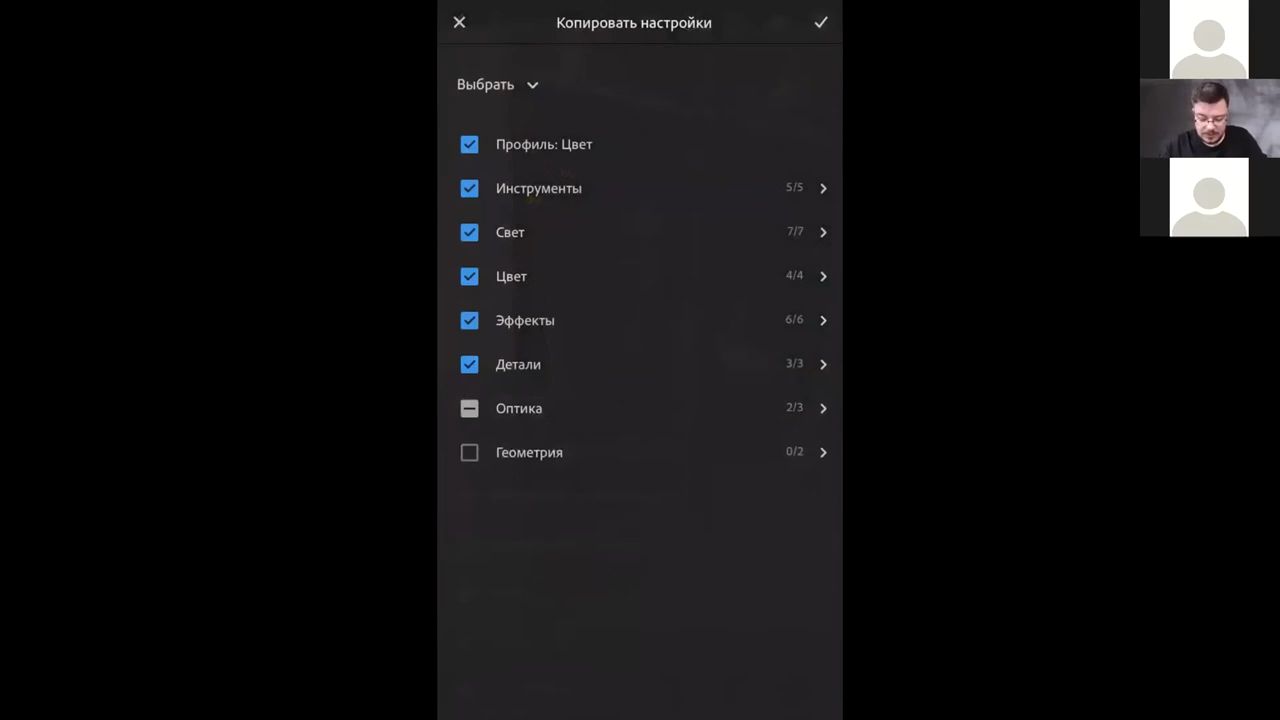 Копировать настройки
Выбрать
Профиль: Цвет
Инструменты 5/5
Свет 7/7
Цвет 4/4
Эффекты 6/6
Детали 3/3
Оптика 2/3
Геометрия 0/2